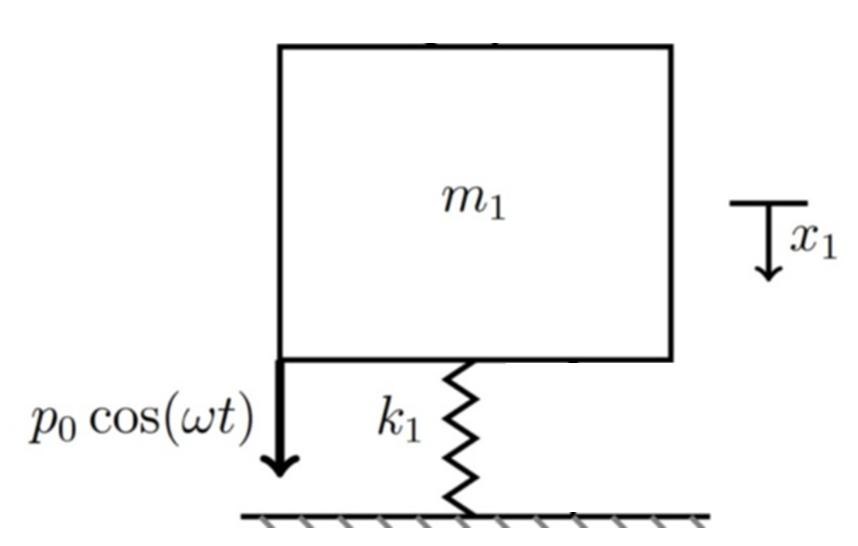 m₁
x₁
p₀ cos(ωt)
k₁